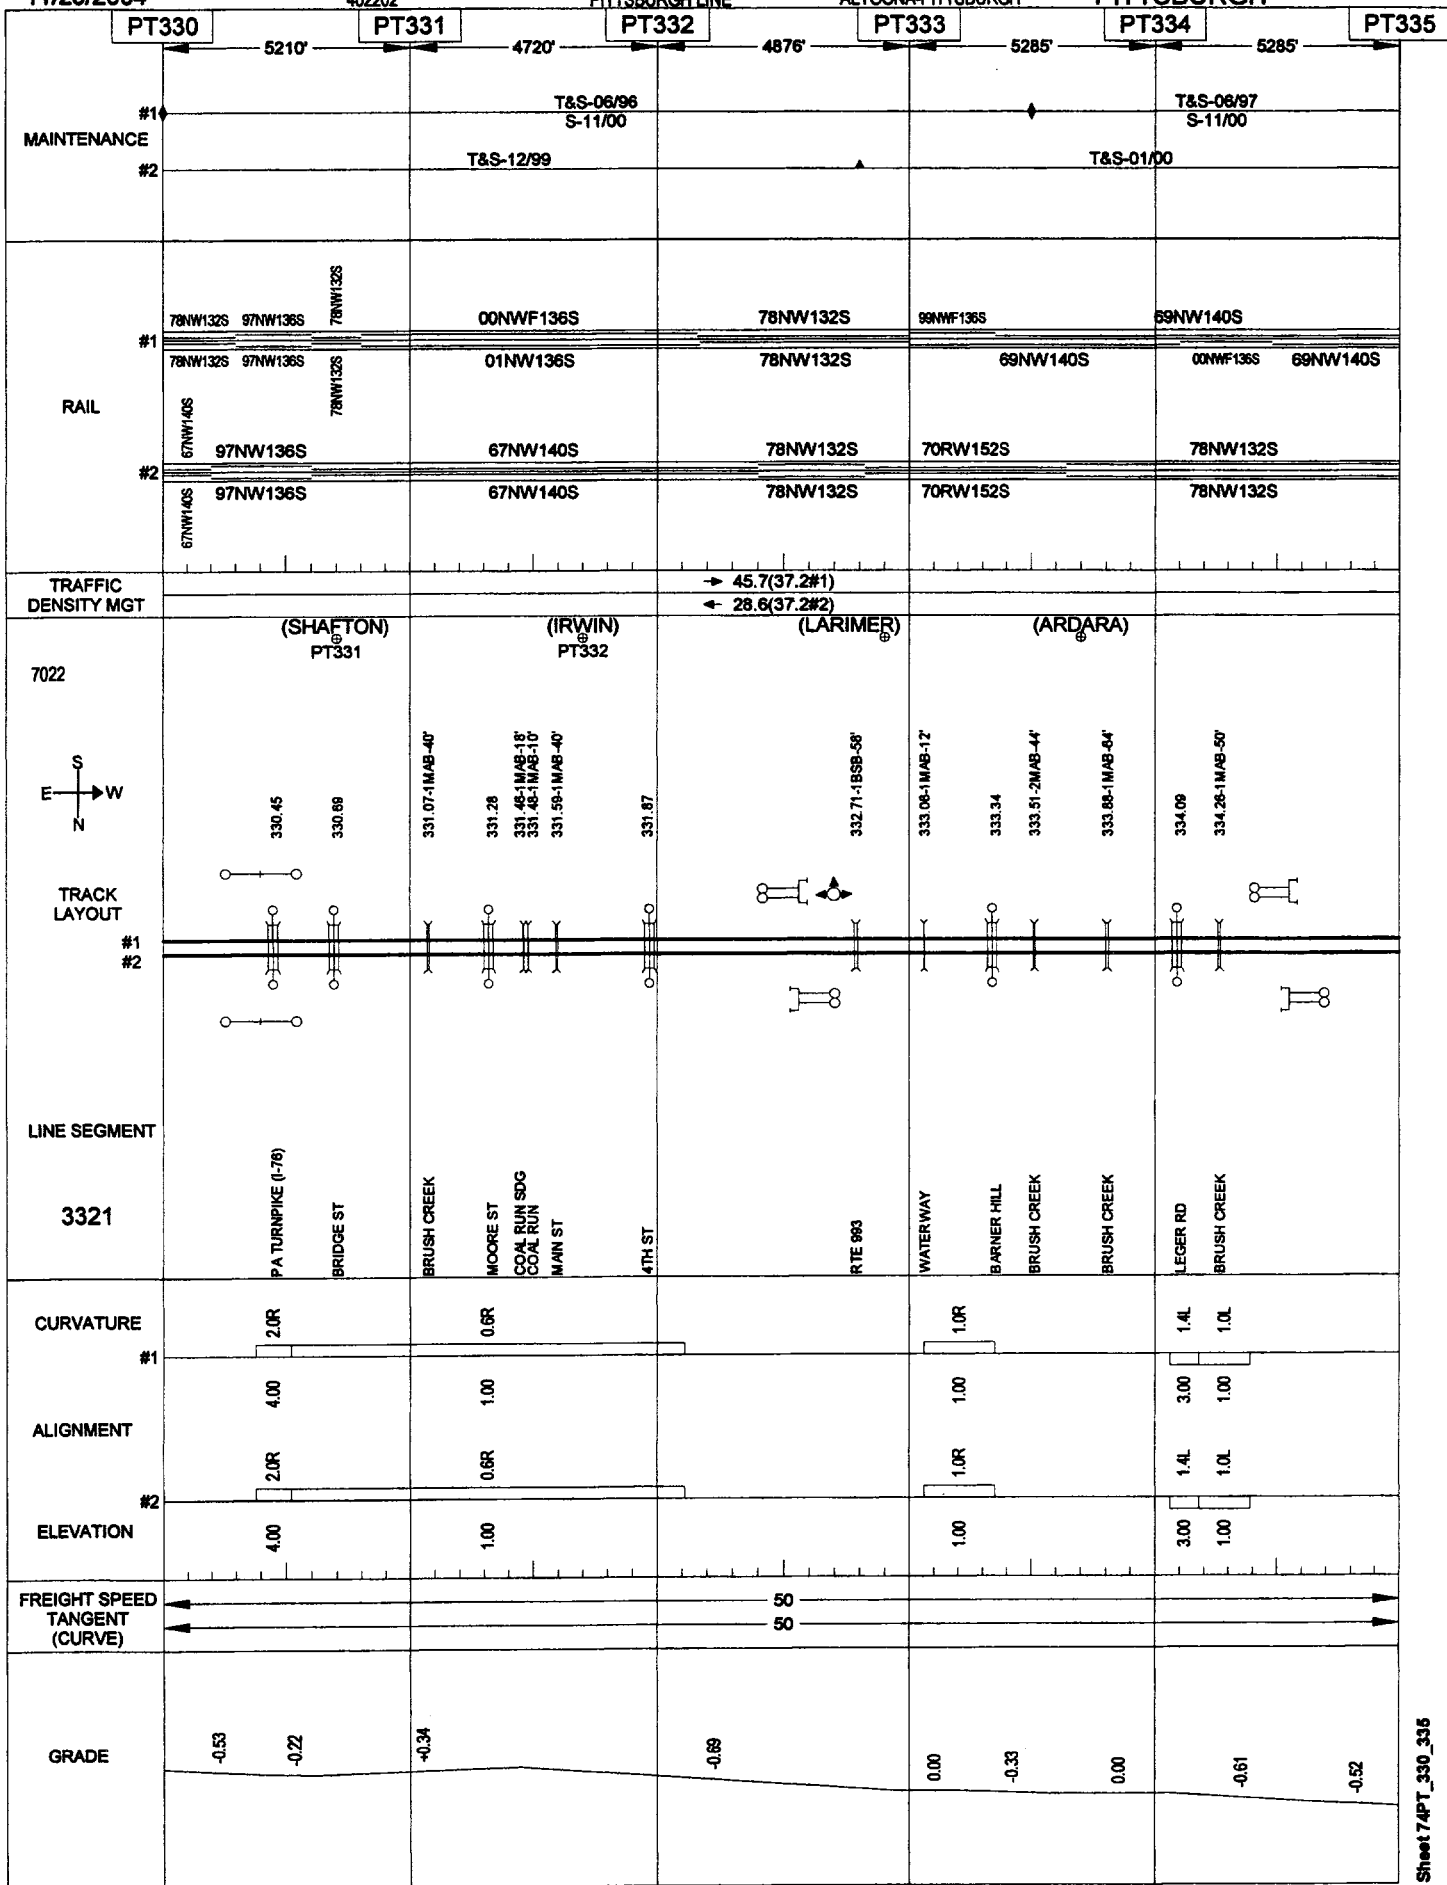 PITTSBURGH LINE
PT330 PT331 PT332 PT333 PT334 PT335
5210' 4720' 4876' 5285' 5285'
MAINTENANCE
#1
T&S-06/96
S-11/00
T&S-06/97
S-11/00
#2
T&S-12/99
T&S-01/00
RAIL
#1
78NW132S 97NW136S 78NW132S 00NWF136S 78NW132S 99NWF136S 69NW140S
78NW132S 97NW136S 78NW132S 01NW136S 78NW132S 69NW140S 00NWF136S 69NW140S
#2
67NW140S 97NW136S 67NW140S 78NW132S 70RW152S 78NW132S
67NW140S 97NW136S 67NW140S 78NW132S 70RW152S 78NW132S
TRAFFIC
DENSITY MGT
45.7(37.2#1)
28.6(37.2#2)
(SHAFTON) (IRWIN) (LARIMER) (ARDARA)
PT331 PT332
7022
S
E W
N
330.45
330.69
331.07-1MAB-40'
331.28
331.46-1MAB-18'
331.48-1MAB-10'
331.59-1MAB-40'
331.87
332.71-1BSB-58'
333.08-1MAB-12'
333.34
333.51-2MAB-44'
333.88-1MAB-64'
334.09
334.26-1MAB-50'
TRACK
LAYOUT
#1
#2
LINE SEGMENT
3321
PA TURNPIKE (I-76)
BRIDGE ST
BRUSH CREEK
MOORE ST
COAL RUN SDG
COAL RUN
MAIN ST
4TH ST
RTE 993
WATERWAY
BARNER HILL
BRUSH CREEK
BRUSH CREEK
LEGER RD
BRUSH CREEK
CURVATURE
#1
2.0R 0.6R 1.0R 1.4L 1.0L
4.00 1.00 1.00 3.00 1.00
ALIGNMENT
#2
2.0R 0.6R 1.0R 1.4L 1.0L
ELEVATION
4.00 1.00 1.00 3.00 1.00
FREIGHT SPEED
TANGENT
(CURVE)
50
50
GRADE
-0.53 -0.22 +0.34 -0.69 0.00 -0.33 0.00 -0.61 -0.52
Sheet 74PT_330_335